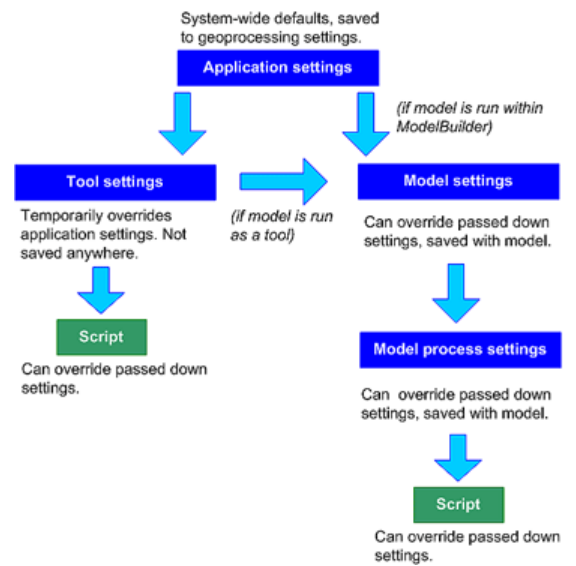 System-wide defaults, saved
to geoprocessing settings.
Application settings
(if model is run within
ModelBuilder)
Tool settings
Model settings
Temporarily overrides
application settings. Not
saved anywhere.
(if model is run
as a tool)
Can override passed down
settings, saved with model.
Script
Can override passed down
settings.
Model process settings
Can override passed down
settings, saved with model.
Script
Can override passed down
settings.